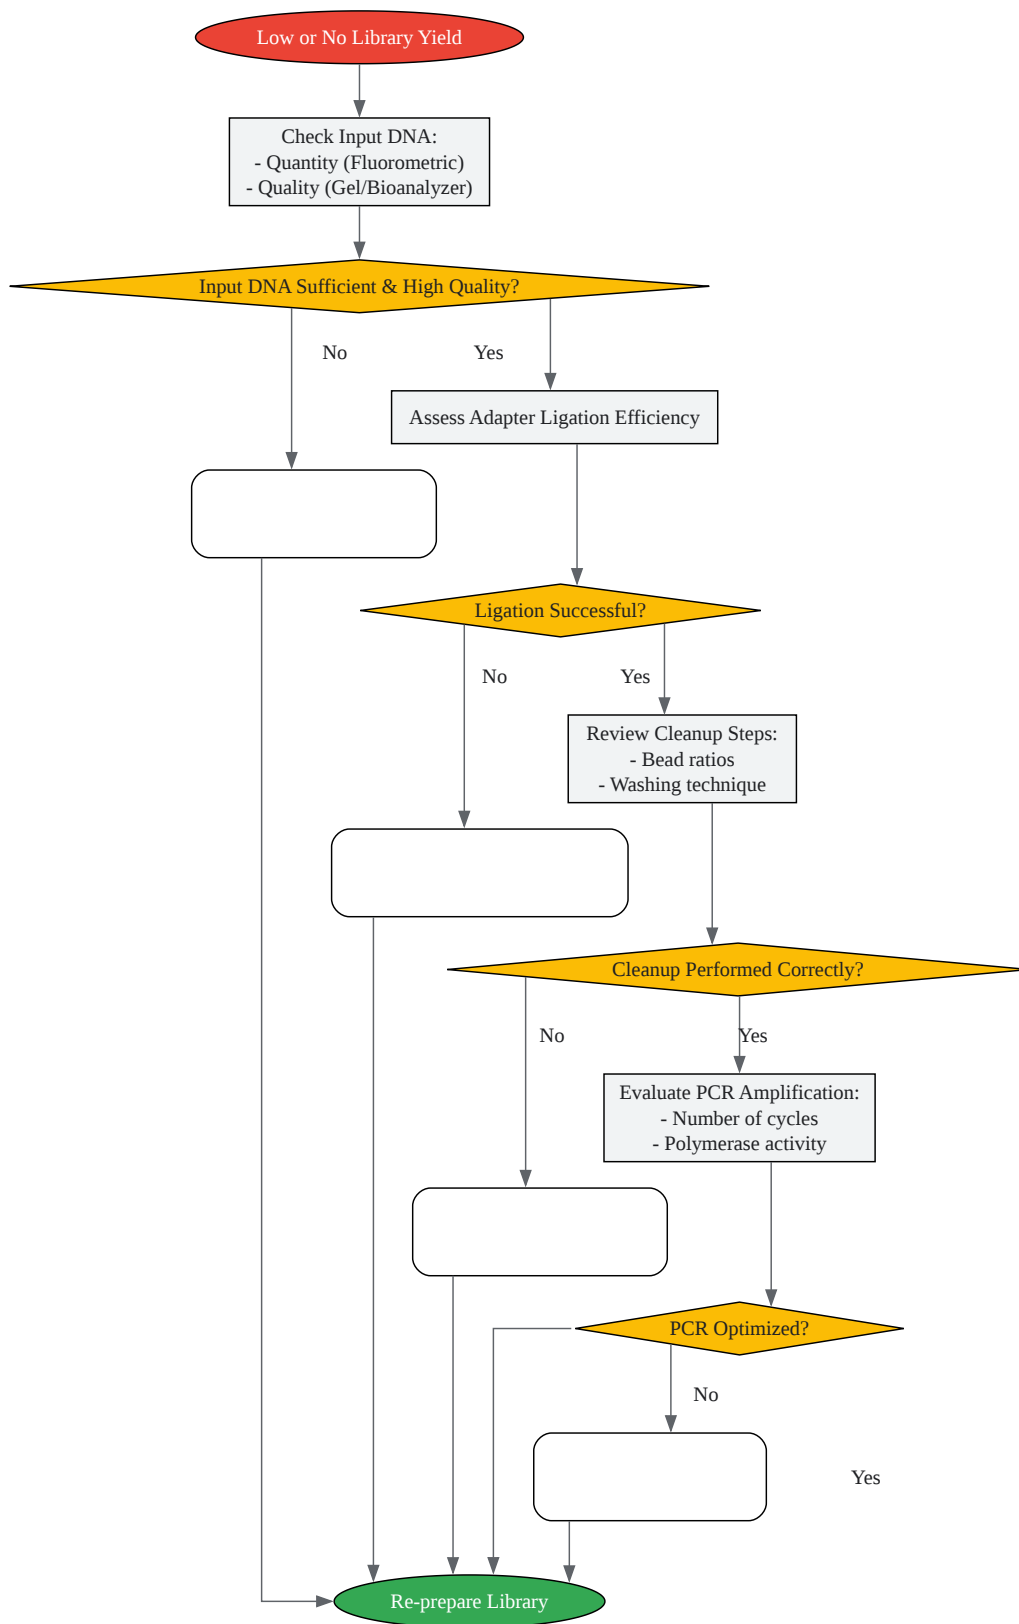 Low or No Library Yield
Check Input DNA:
- Quantity (Fluorometric)
- Quality (Gel/Bioanalyzer)
Input DNA Sufficient & High Quality?
No
Yes
Assess Adapter Ligation Efficiency
Ligation Successful?
No
Yes
Review Cleanup Steps:
- Bead ratios
- Washing technique
Cleanup Performed Correctly?
No
Yes
Evaluate PCR Amplification:
- Number of cycles
- Polymerase activity
PCR Optimized?
No
Yes
Re-prepare Library